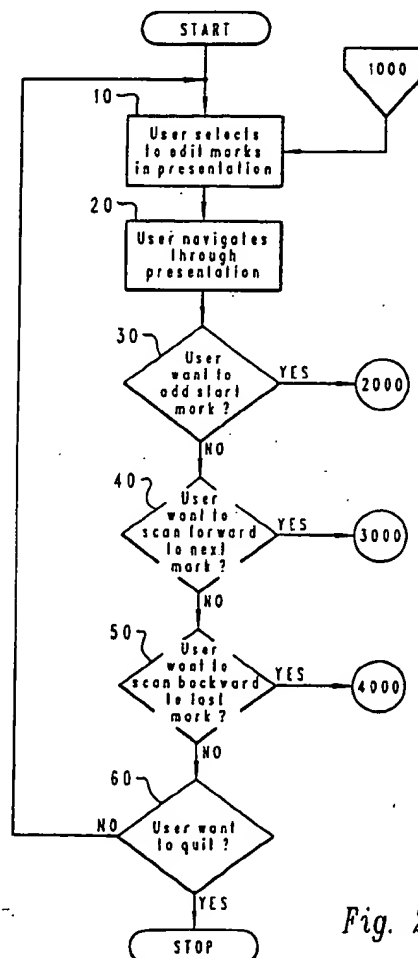 START
1000
10
User selects
to edit marks
in presentation
20
User navigates
through
presentation
30
User
want to
add start
mark ?
YES
2000
NO
40
User
want to
scan forward
to next
mark ?
YES
3000
NO
50
User
want to
scan backward
to last
mark ?
YES
4000
NO
60
NO
User want
to quit ?
YES
STOP
Fig. 2